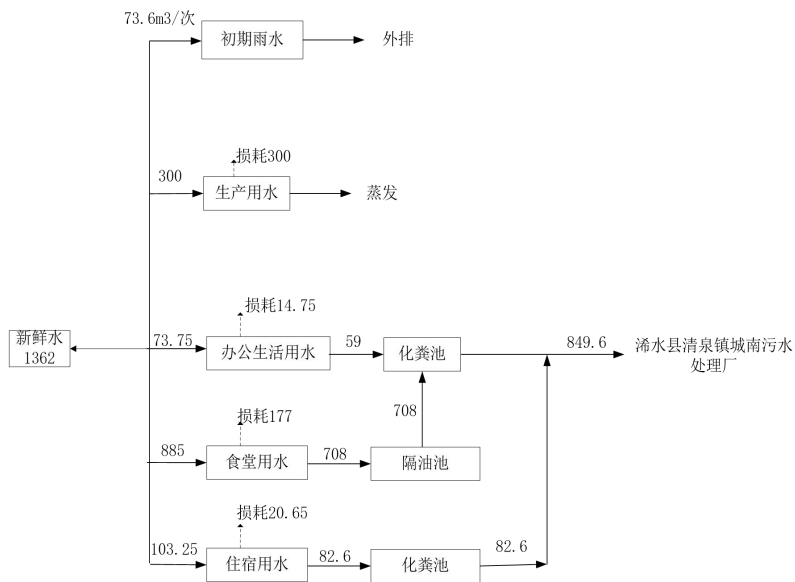 73.6m3/次
初期雨水
外排
损耗300
300
生产用水
蒸发
损耗14.75
新鲜水
1362
73.75
办公生活用水
59
化粪池
849.6
浠水县清泉镇城南污水
处理厂
708
损耗177
885
食堂用水
708
隔油池
损耗20.65
103.25
住宿用水
82.6
化粪池
82.6